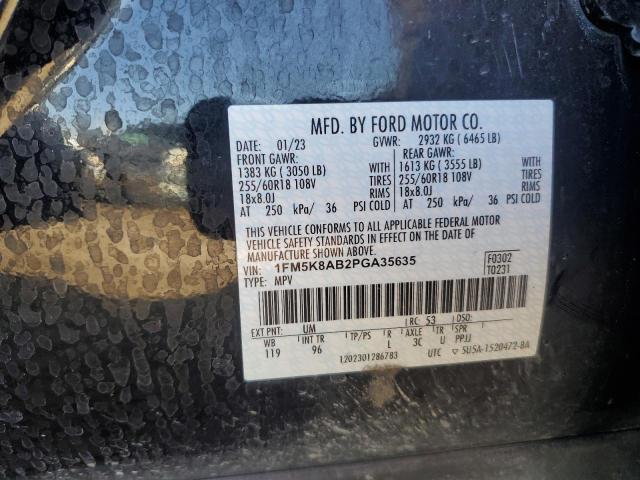 MFD. BY FORD MOTOR CO.
DATE: 01/23 GVWR: 2932 KG ( 6465 LB)
FRONT GAWR: REAR GAWR:
1383 KG ( 3050 LB) WITH 1613 KG ( 3555 LB) WITH
255/60R18 108V TIRES 255/60R18 108V TIRES
18x8.0J RIMS 18x8.0J RIMS
AT 250 kPa/ 36 PSI COLD AT 250 kPa/ 36 PSI COLD
THIS VEHICLE CONFORMS TO ALL APPLICABLE FEDERAL MOTOR
VEHICLE SAFETY STANDARDS IN EFFECT ON THE DATE OF
MANUFACTURE SHOWN ABOVE.
VIN: 1FM5K8AB2PGA35635 F0302
TYPE: MPV T0231
EXT PNT: UM RC: 53 DSO:
WB INT TR TP/PS R AXLE TR SPR
119 96 L 3C U PPJJ
1202301286783 UTC ▽ 5U5A-1520472-8A